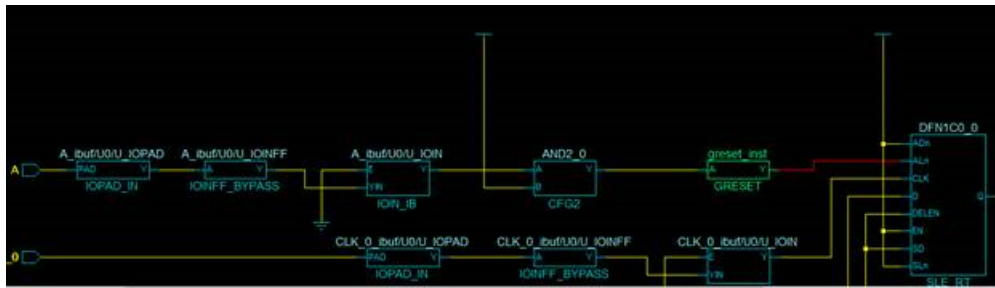 DFN1C0_0
A_ibuf/U0/U_IOPAD A_ibuf/U0/U_IOINFF A_ibuf/U0/U_IOIN AND2_0 greset_inst
A PAD Y A Y E Y A Y A Y
YIN B
IOPAD_IN IOINFF_BYPASS IOIN_IB CFG2 GRESET
ADn
ALn
CLK
D Q
DELEN
EN
SD
SLn
SLE_RT
CLK_0_ibuf/U0/U_IOPAD CLK_0_ibuf/U0/U_IOINFF CLK_0_ibuf/U0/U_IOIN
_0 PAD Y A Y E Y
YIN
IOPAD_IN IOINFF_BYPASS